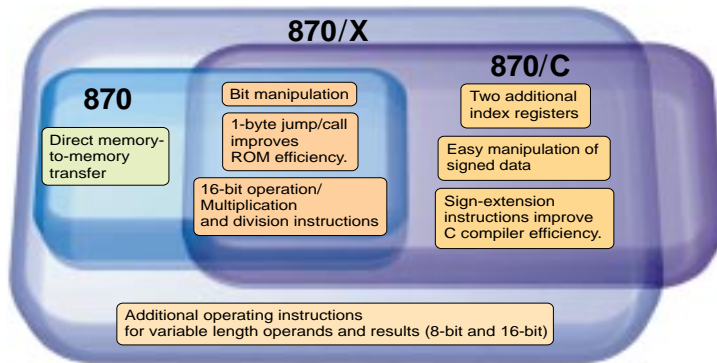 870/X
870
Direct memory-
to-memory
transfer
Bit manipulation
1-byte jump/call
improves
ROM efficiency.
16-bit operation/
Multiplication
and division instructions
870/C
Two additional
index registers
Easy manipulation of
signed data
Sign-extension
instructions improve
C compiler efficiency.
Additional operating instructions
for variable length operands and results (8-bit and 16-bit)